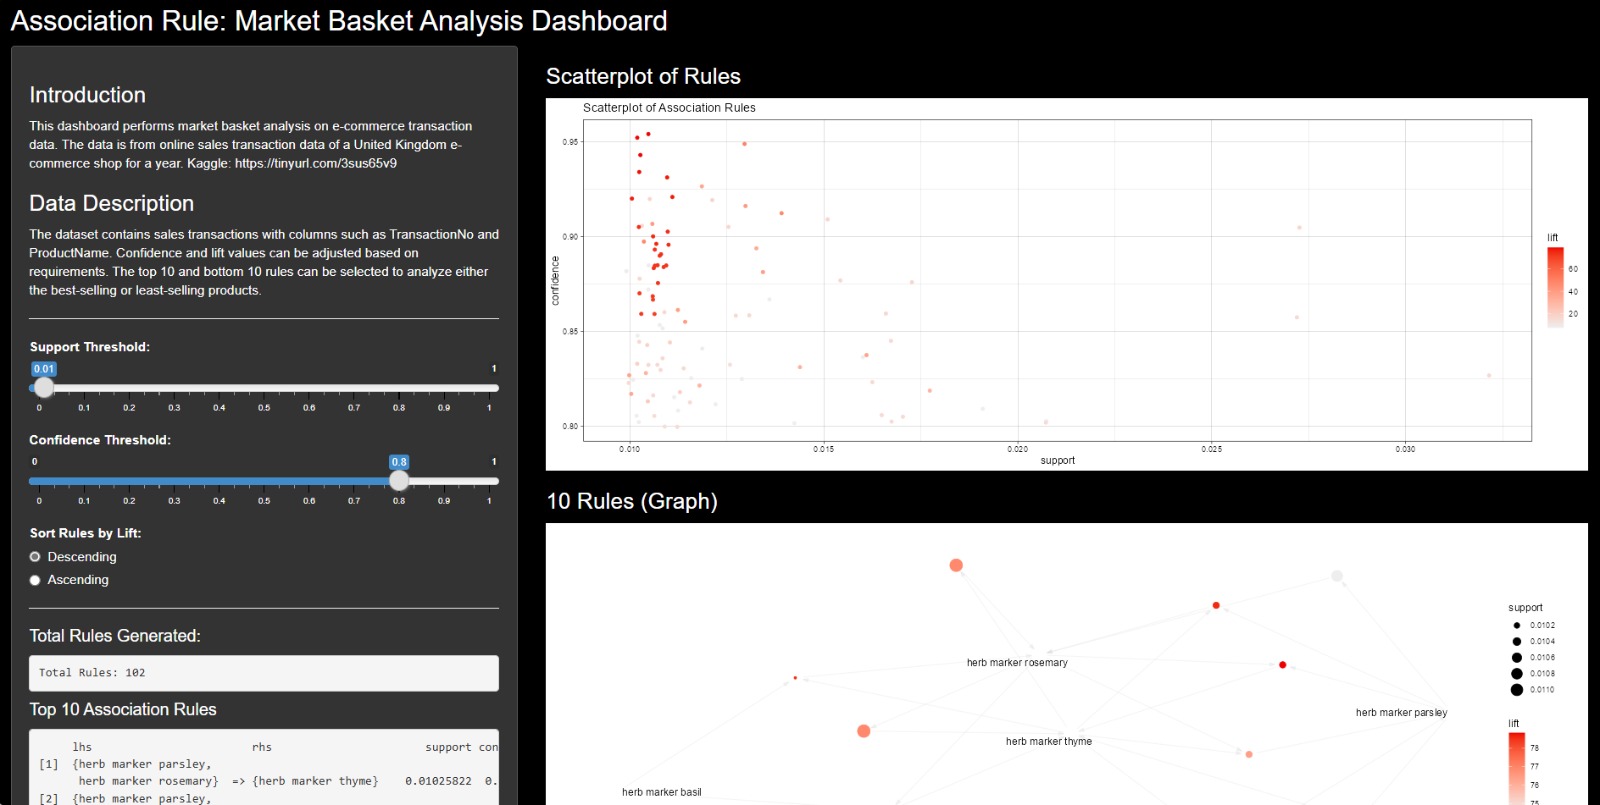 Association Rule: Market Basket Analysis Dashboard
Introduction
This dashboard performs market basket analysis on e-commerce transaction
data. The data is from online sales transaction data of a United Kingdom e-
commerce shop for a year. Kaggle: https://tinyurl.com/3sus65v9
Data Description
The dataset contains sales transactions with columns such as TransactionNo and
ProductName. Confidence and lift values can be adjusted based on
requirements. The top 10 and bottom 10 rules can be selected to analyze either
the best-selling or least-selling products.
Support Threshold:
0.01 1
0 0.1 0.2 0.3 0.4 0.5 0.6 0.7 0.8 0.9 1
Confidence Threshold:
0 0.8 1
0 0.1 0.2 0.3 0.4 0.5 0.6 0.7 0.8 0.9 1
Sort Rules by Lift:
Descending
Ascending
Total Rules Generated:
Total Rules: 102
Top 10 Association Rules
lhs rhs support con
[1] {herb marker parsley,
herb marker rosemary} => {herb marker thyme} 0.01025822 0.
[2] {herb marker parsley,
Scatterplot of Rules
Scatterplot of Association Rules
confidence
0.95
0.90
0.85
0.80
0.010 0.015 0.020 0.025 0.030
support
lift
60
40
20
10 Rules (Graph)
herb marker rosemary
herb marker parsley
herb marker thyme
herb marker basil
support
0.0102
0.0104
0.0106
0.0108
0.0110
lift
78
77
76
75